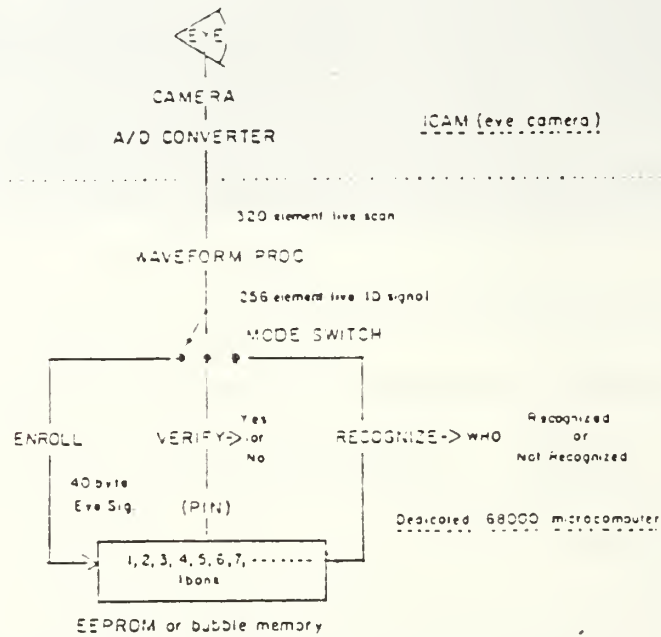 EYE
CAMERA
A/D CONVERTER
ICAM (eye camera)
320 element live scan
WAVEFORM PROC
256 element live ID signal
MODE SWITCH
ENROLL
VERIFY->
Yes
or
No
RECOGNIZE-> WHO
Recognized
or
Not Recognized
40 byte
Eye Sig.
(PIN)
Dedicated 68000 microcomputer
1, 2, 3, 4, 5, 6, 7, -------
EEPROM or bubble memory